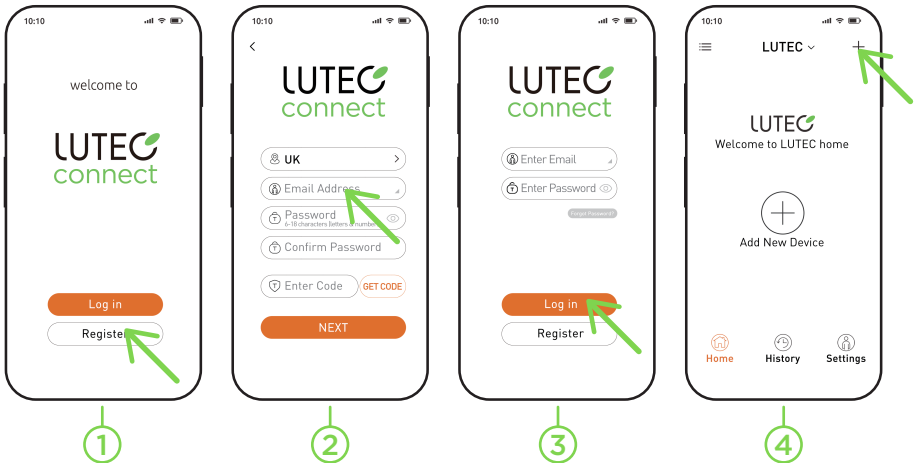 10:10
welcome to
LUTEC
connect
Log in
Register
1
10:10
LUTEC
connect
UK
Email Address
Password
6-18 characters (letters & number
Confirm Password
Enter Code
GET CODE
NEXT
2
10:10
LUTEC
connect
Enter Email
Enter Password
Forgot Password?
Log in
Register
3
10:10
LUTEC
LUTEC
Welcome to LUTEC home
Add New Device
Home
History
Settings
4